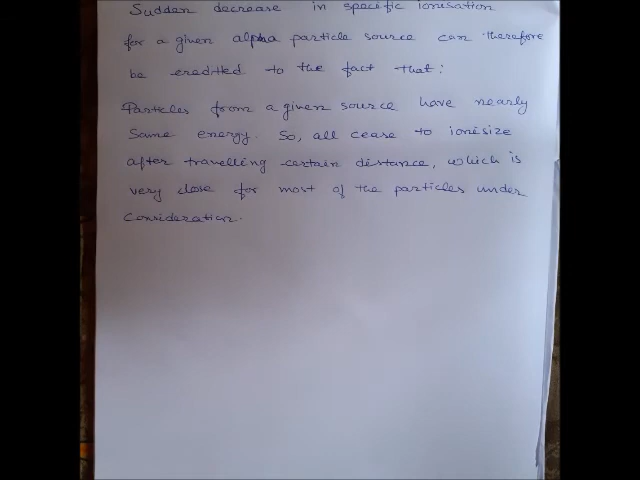 Sudden decrease in specific ionisation
for a given alpha particle source can therefore
be credited to the fact that:
Particles from a given source have nearly
Same energy. So, all cease to ionisize
after travelling certain distance, which is
very close for most of the particles under
Consideration.